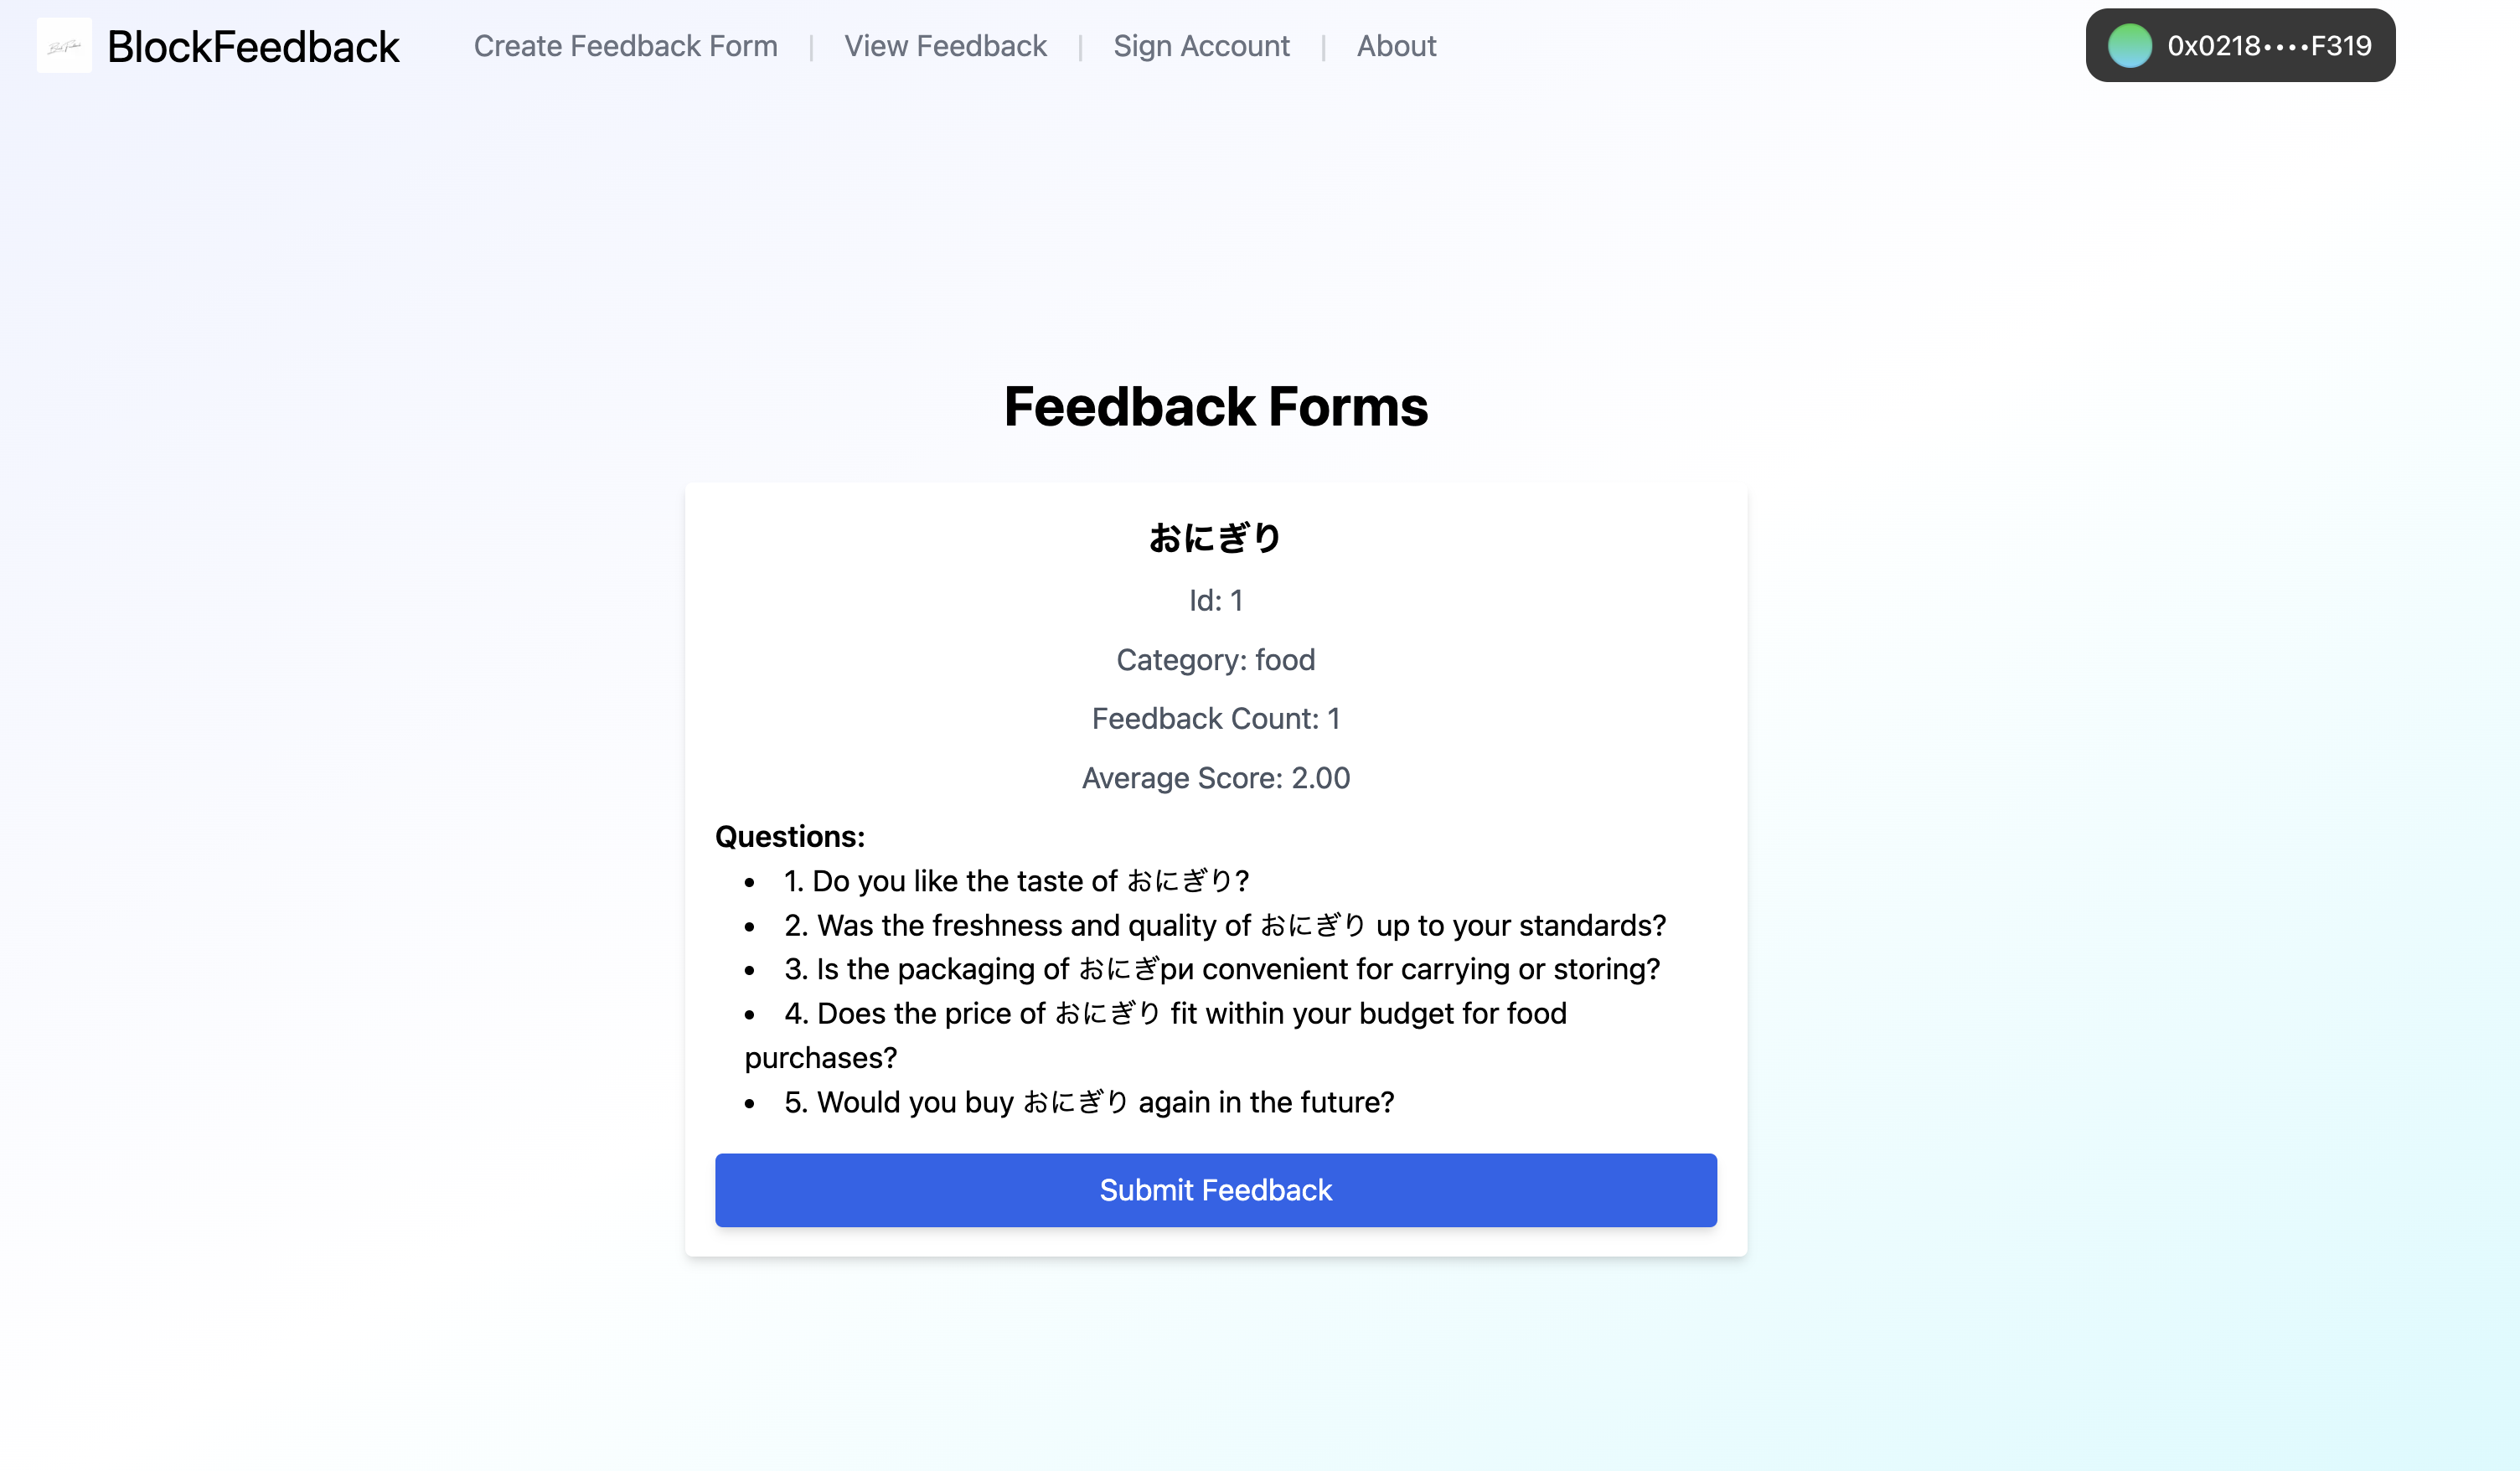 BlockFeedback
Create Feedback Form | View Feedback | Sign Account | About
0x0218••••F319
Feedback Forms
おにぎり
Id: 1
Category: food
Feedback Count: 1
Average Score: 2.00
Questions:
• 1. Do you like the taste of おにぎり?
• 2. Was the freshness and quality of おにぎり up to your standards?
• 3. Is the packaging of おにぎри convenient for carrying or storing?
• 4. Does the price of おにぎり fit within your budget for food
purchases?
• 5. Would you buy おにぎり again in the future?
Submit Feedback